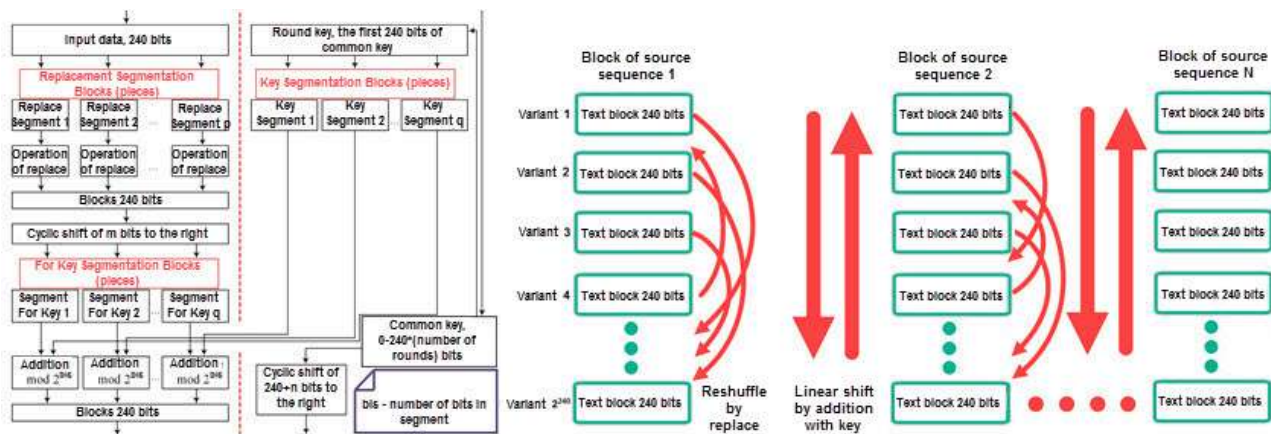 Input data, 240 bits
Replacement Segmentation
Blocks (pieces)
Replace
Segment 1
Replace
Segment 2
...
Replace
Segment p
Operation
of replace
Operation
of replace
...
Operation
of replace
Blocks 240 bits
Cyclic shift of m bits to the right
For Key Segmentation Blocks
(pieces)
Segment
For Key 1
Segment
For Key 2
...
Segment
For Key q
Addition
mod 2^bis
Addition
mod 2^bis
...
Addition
mod 2^bis
Blocks 240 bits
Round key, the first 240 bits of
common key
Key Segmentation Blocks (pieces)
Key
Segment 1
Key
Segment 2
...
Key
Segment q
Common key,
0-240*(number of
rounds) bits
Cyclic shift of
240+n bits to
the right
bis - number of bits in
segment
Block of source
sequence 1
Variant 1
Text block 240 bits
Variant 2
Text block 240 bits
Variant 3
Text block 240 bits
Variant 4
Text block 240 bits
Variant 2^240
Text block 240 bits
Reshuffle
by
replace
Linear shift
by addition
with key
Block of source
sequence 2
Text block 240 bits
Text block 240 bits
Text block 240 bits
Text block 240 bits
Text block 240 bits
Block of source
sequence N
Text block 240 bits
Text block 240 bits
Text block 240 bits
Text block 240 bits
Text block 240 bits